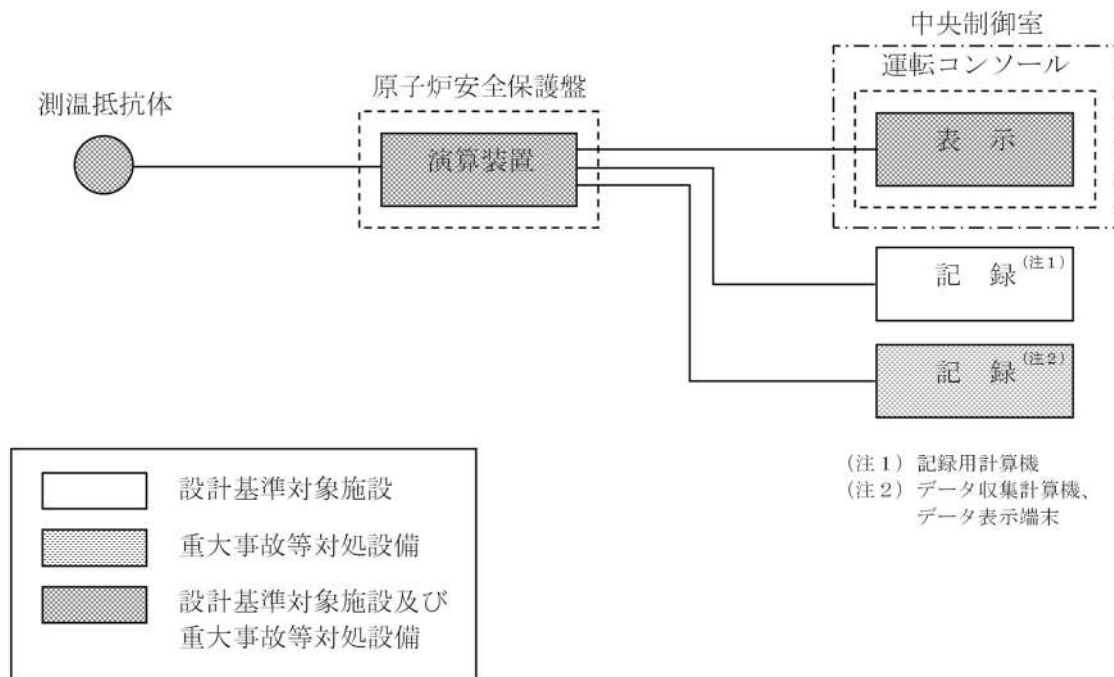 中央制御室
運転コンソール
原子炉安全保護盤
測温抵抗体
演算装置
表 示
記 録(注1)
記 録(注2)
(注1) 記録用計算機
(注2) データ収集計算機、
データ表示端末
設計基準対象施設
重大事故等対処設備
設計基準対象施設及び
重大事故等対処設備